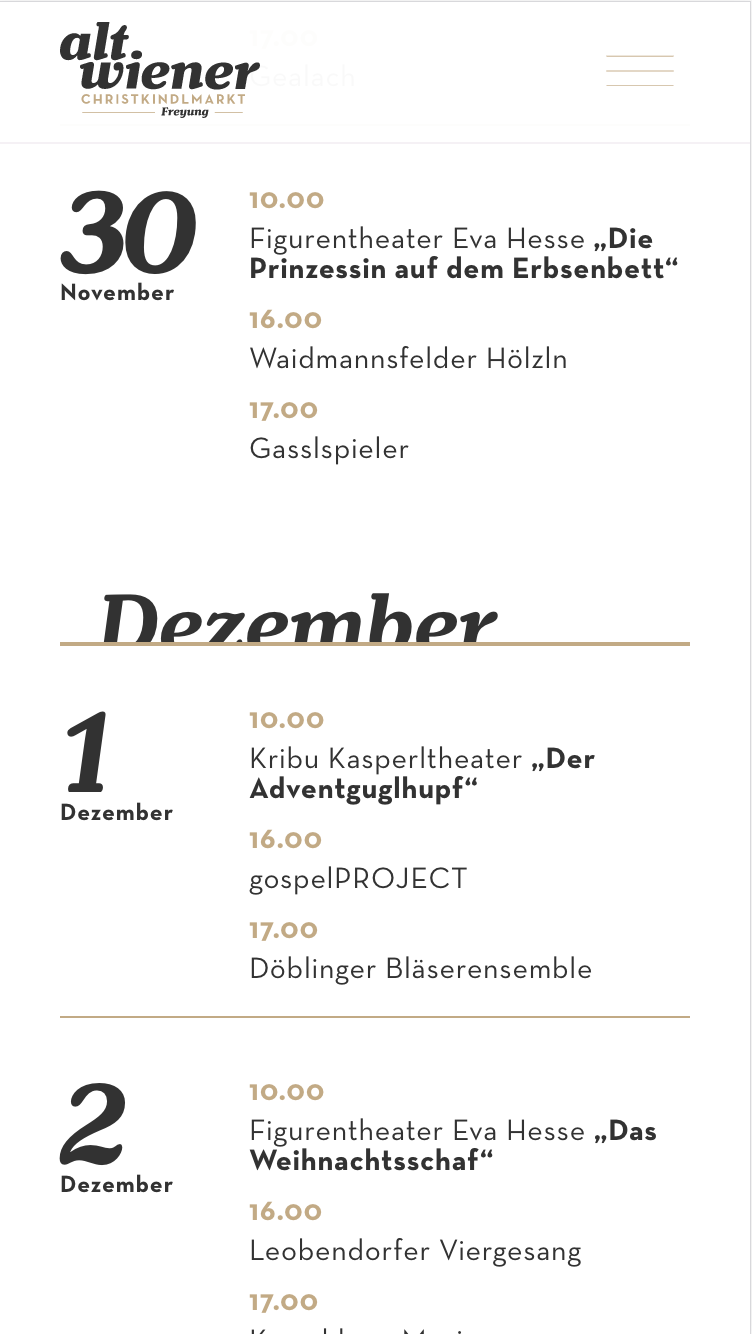 alt.
wiener
CHRISTKINDLMARKT
Freyung
17.00
Gealach
30
November
10.00
Figurentheater Eva Hesse „Die
Prinzessin auf dem Erbsenbett“
16.00
Waidmannsfelder Hölzln
17.00
Gasslspieler
Dezember
1
Dezember
10.00
Kribu Kasperltheater „Der
Adventguglhupf“
16.00
gospelPROJECT
17.00
Döblinger Bläserensemble
2
Dezember
10.00
Figurentheater Eva Hesse „Das
Weihnachtsschaf“
16.00
Leobendorfer Viergesang
17.00